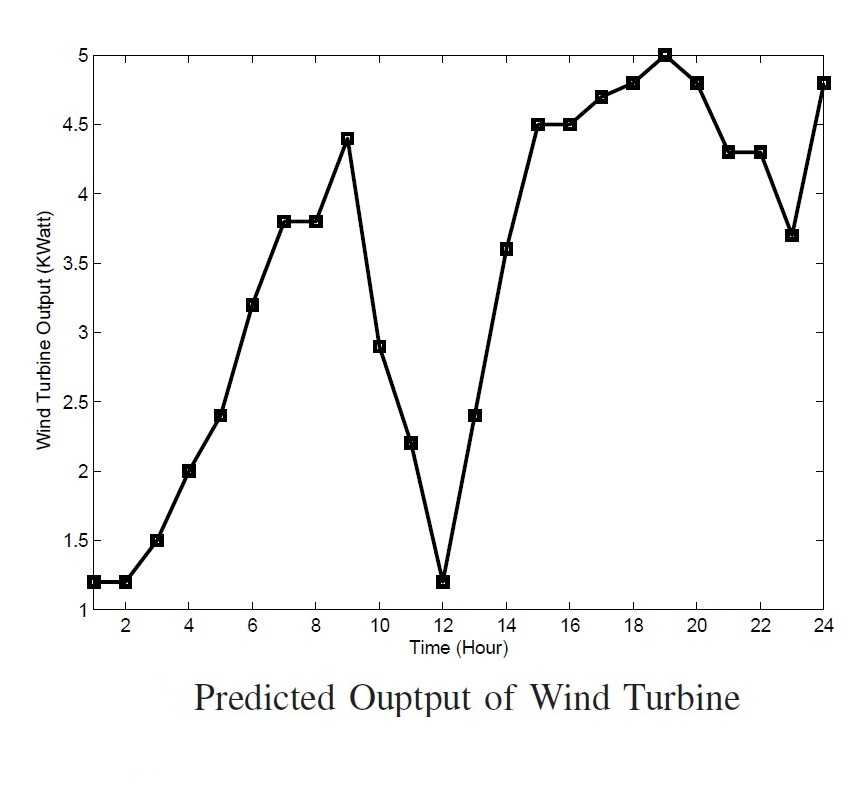 5
4.5
4
3.5
3
2.5
2
1.5
1
Wind Turbine Output (KWatt)
2 4 6 8 10 12 14 16 18 20 22 24
Time (Hour)
Predicted Ouptput of Wind Turbine